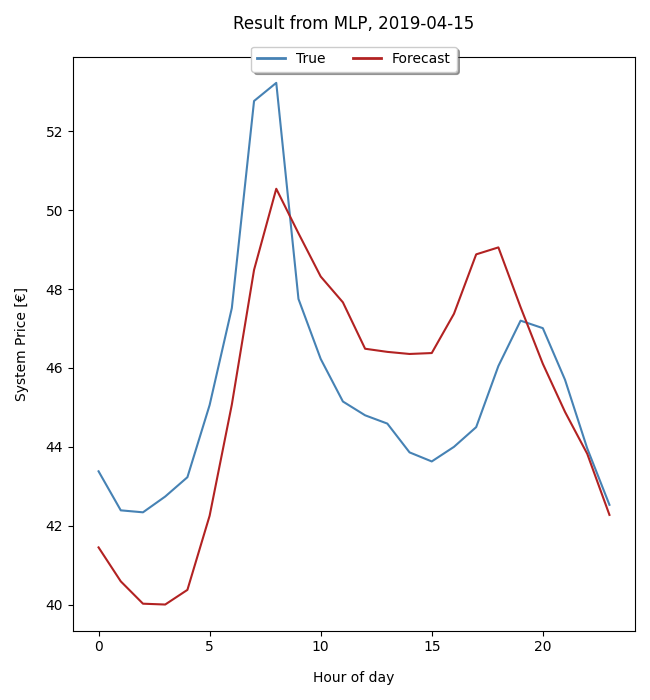 Result from MLP, 2019-04-15
True Forecast
System Price [€]
52
50
48
46
44
42
40
0 5 10 15 20
Hour of day